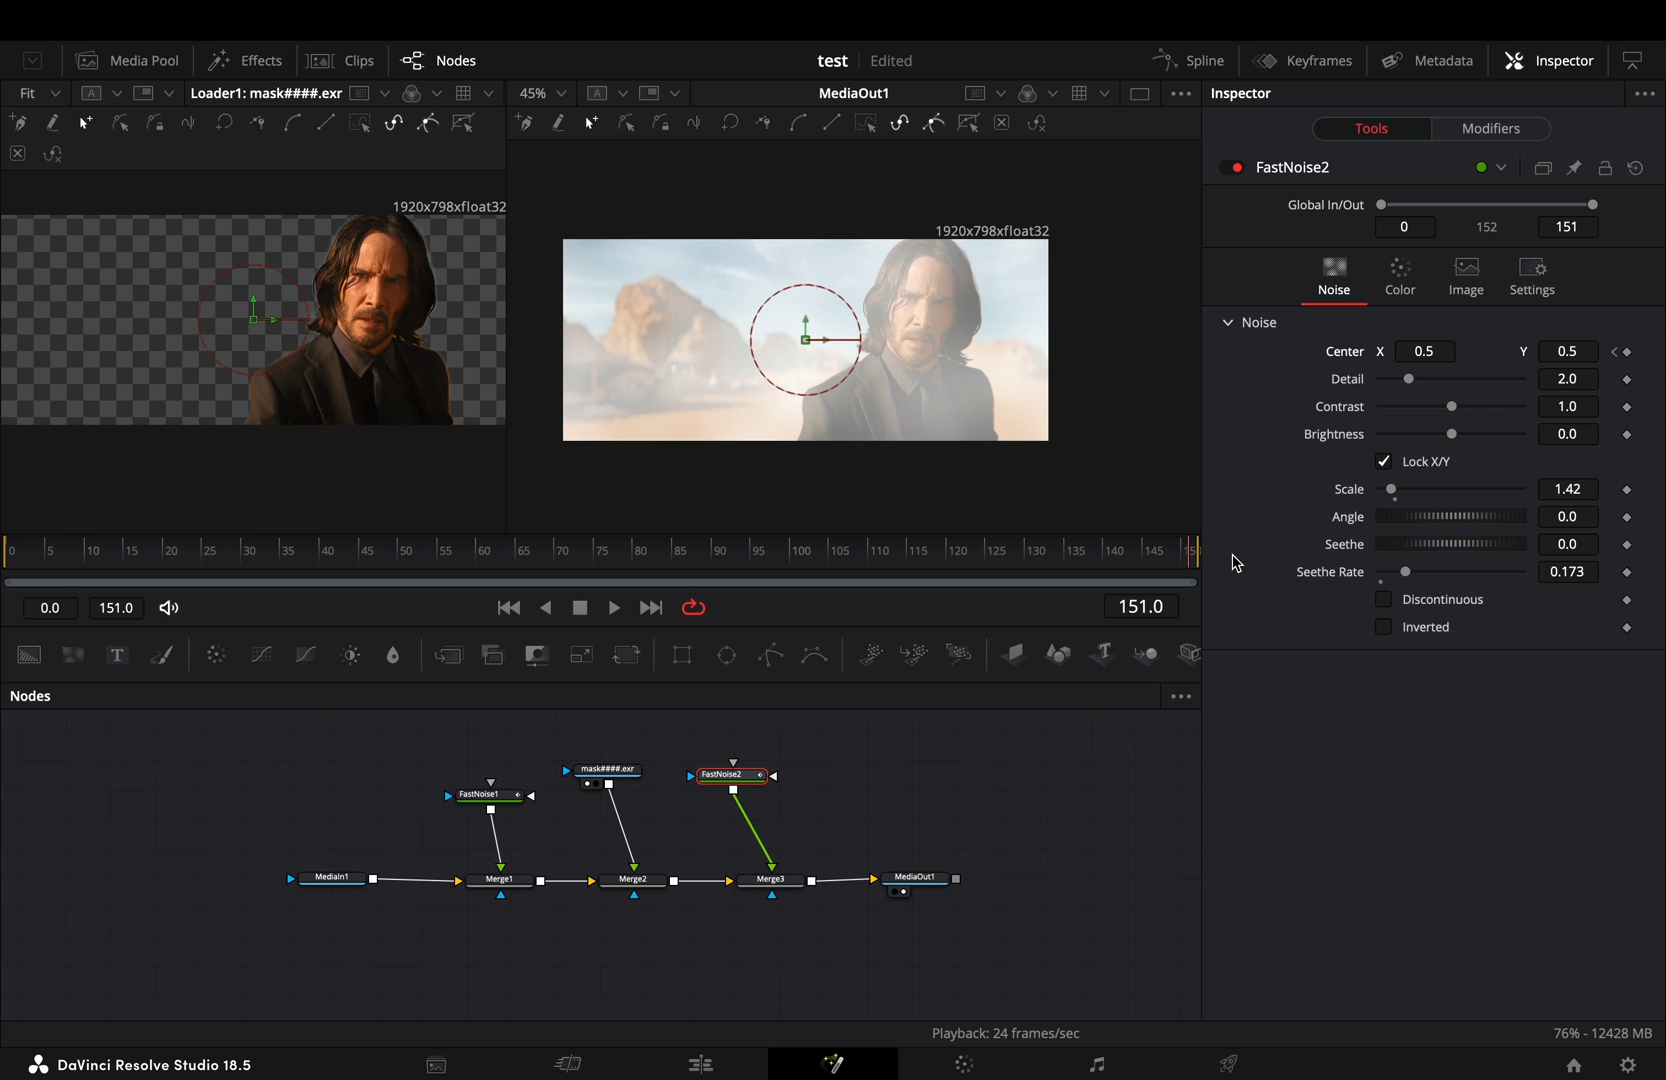 Media Pool
Effects
Clips
Nodes
test
Edited
Spline
Keyframes
Metadata
Inspector
Fit
A
Loader1: mask####.exr
45%
A
MediaOut1
Inspector
Tools
Modifiers
FastNoise2
1920x798xfloat32
1920x798xfloat32
Global In/Out
0
152
151
Noise
Color
Image
Settings
Noise
Center X 0.5 Y 0.5
Detail 2.0
Contrast 1.0
Brightness 0.0
Lock X/Y
Scale 1.42
Angle 0.0
Seethe 0.0
Seethe Rate 0.173
Discontinuous
Inverted
0 5 10 15 20 25 30 35 40 45 50 55 60 65 70 75 80 85 90 95 100 105 110 115 120 125 130 135 140 145
0.0
151.0
151.0
T
Nodes
mask####.exr
FastNoise2
FastNoise1
MediaIn1
Merge1
Merge2
Merge3
MediaOut1
Playback: 24 frames/sec
76% - 12428 MB
DaVinci Resolve Studio 18.5